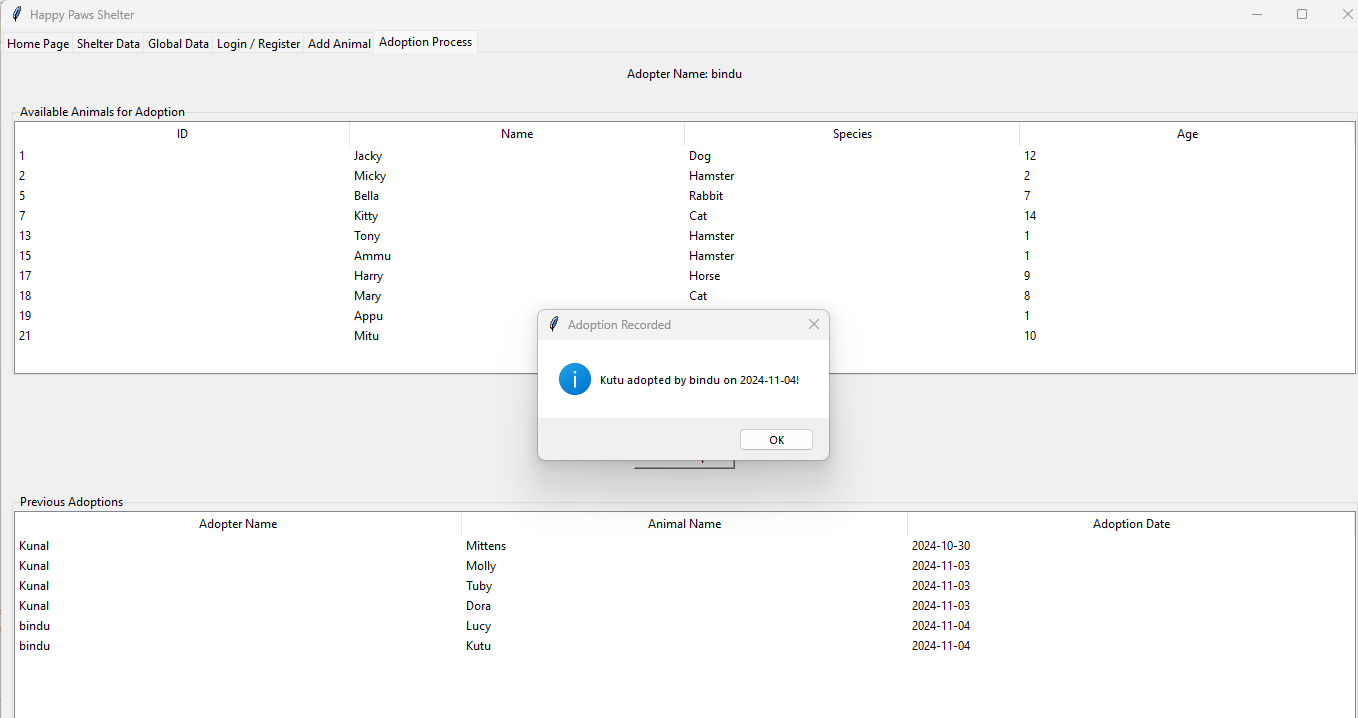 Happy Paws Shelter
Home Page Shelter Data Global Data Login / Register Add Animal Adoption Process
Adopter Name: bindu
Available Animals for Adoption
ID Name Species Age
1 Jacky Dog 12
2 Micky Hamster 2
5 Bella Rabbit 7
7 Kitty Cat 14
13 Tony Hamster 1
15 Ammu Hamster 1
17 Harry Horse 9
18 Mary Cat 8
19 Appu 1
21 Mitu 10
Adoption Recorded
Kutu adopted by bindu on 2024-11-04!
OK
Previous Adoptions
Adopter Name Animal Name Adoption Date
Kunal Mittens 2024-10-30
Kunal Molly 2024-11-03
Kunal Tuby 2024-11-03
Kunal Dora 2024-11-03
bindu Lucy 2024-11-04
bindu Kutu 2024-11-04